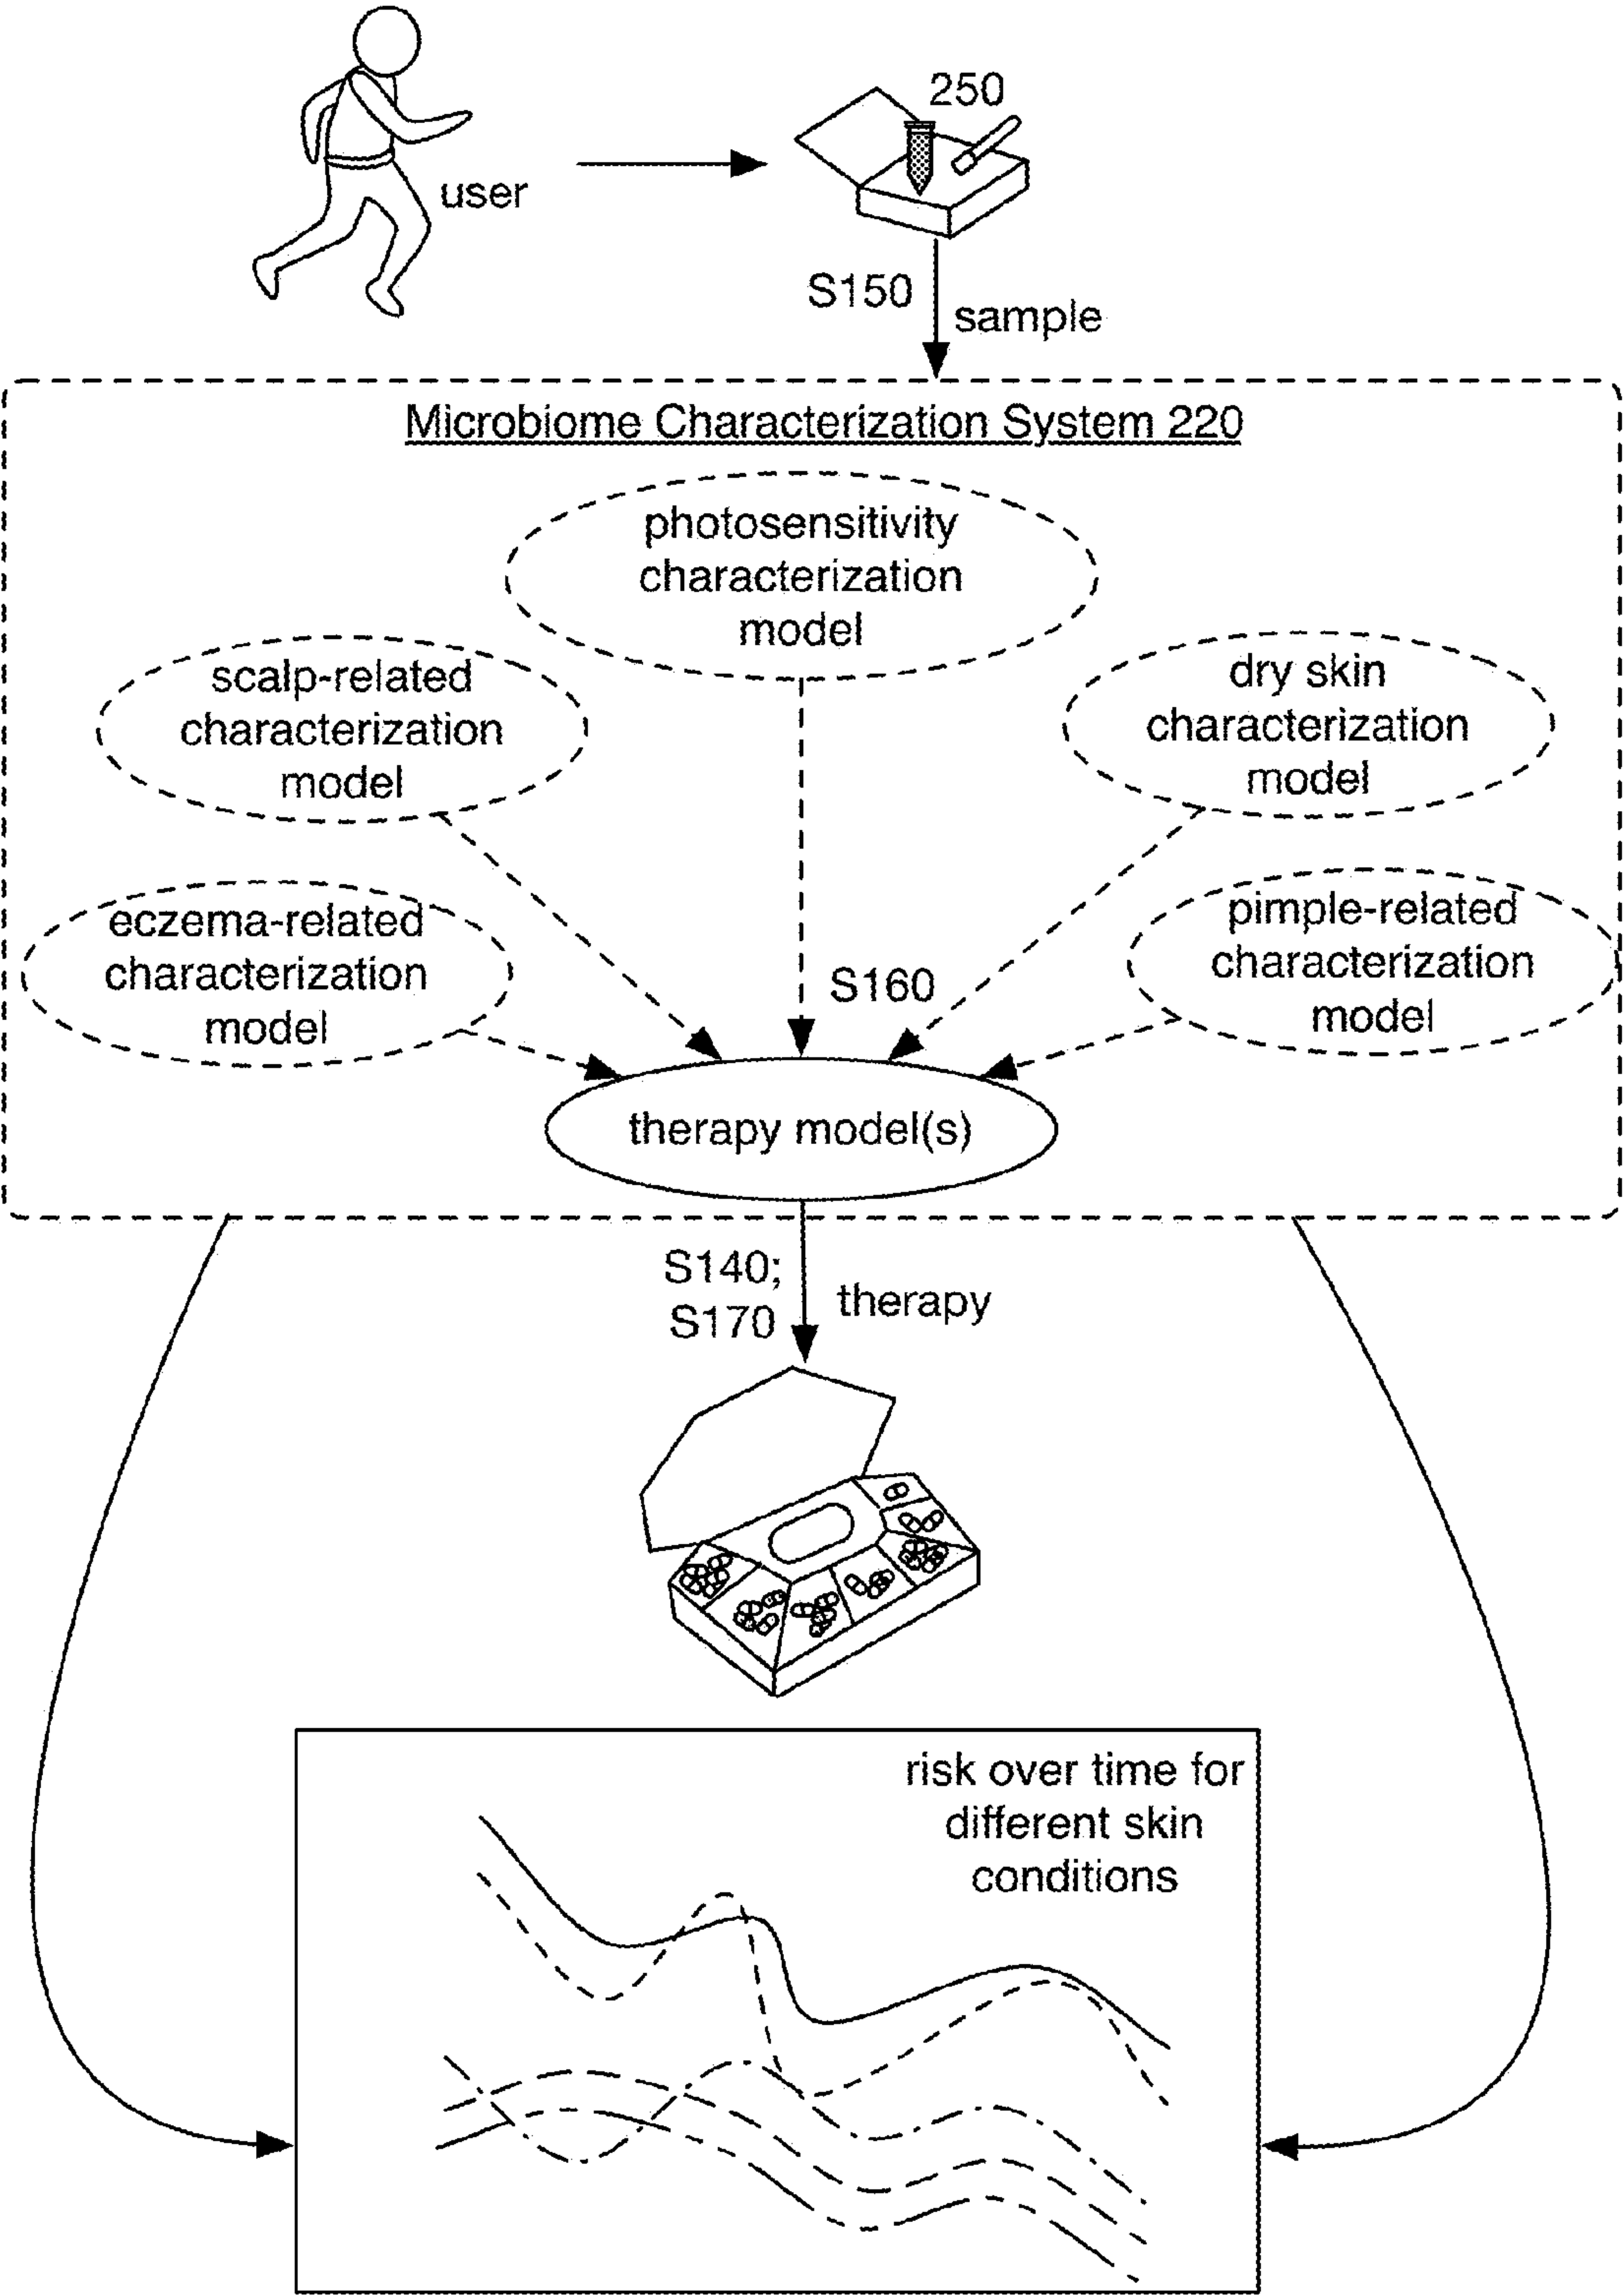 250
user
S150
sample
Microbiome Characterization System 220
photosensitivity
characterization
model
scalp-related
characterization
model
dry skin
characterization
model
eczema-related
characterization
model
pimple-related
characterization
model
S160
therapy model(s)
S140;
S170
therapy
risk over time for
different skin
conditions